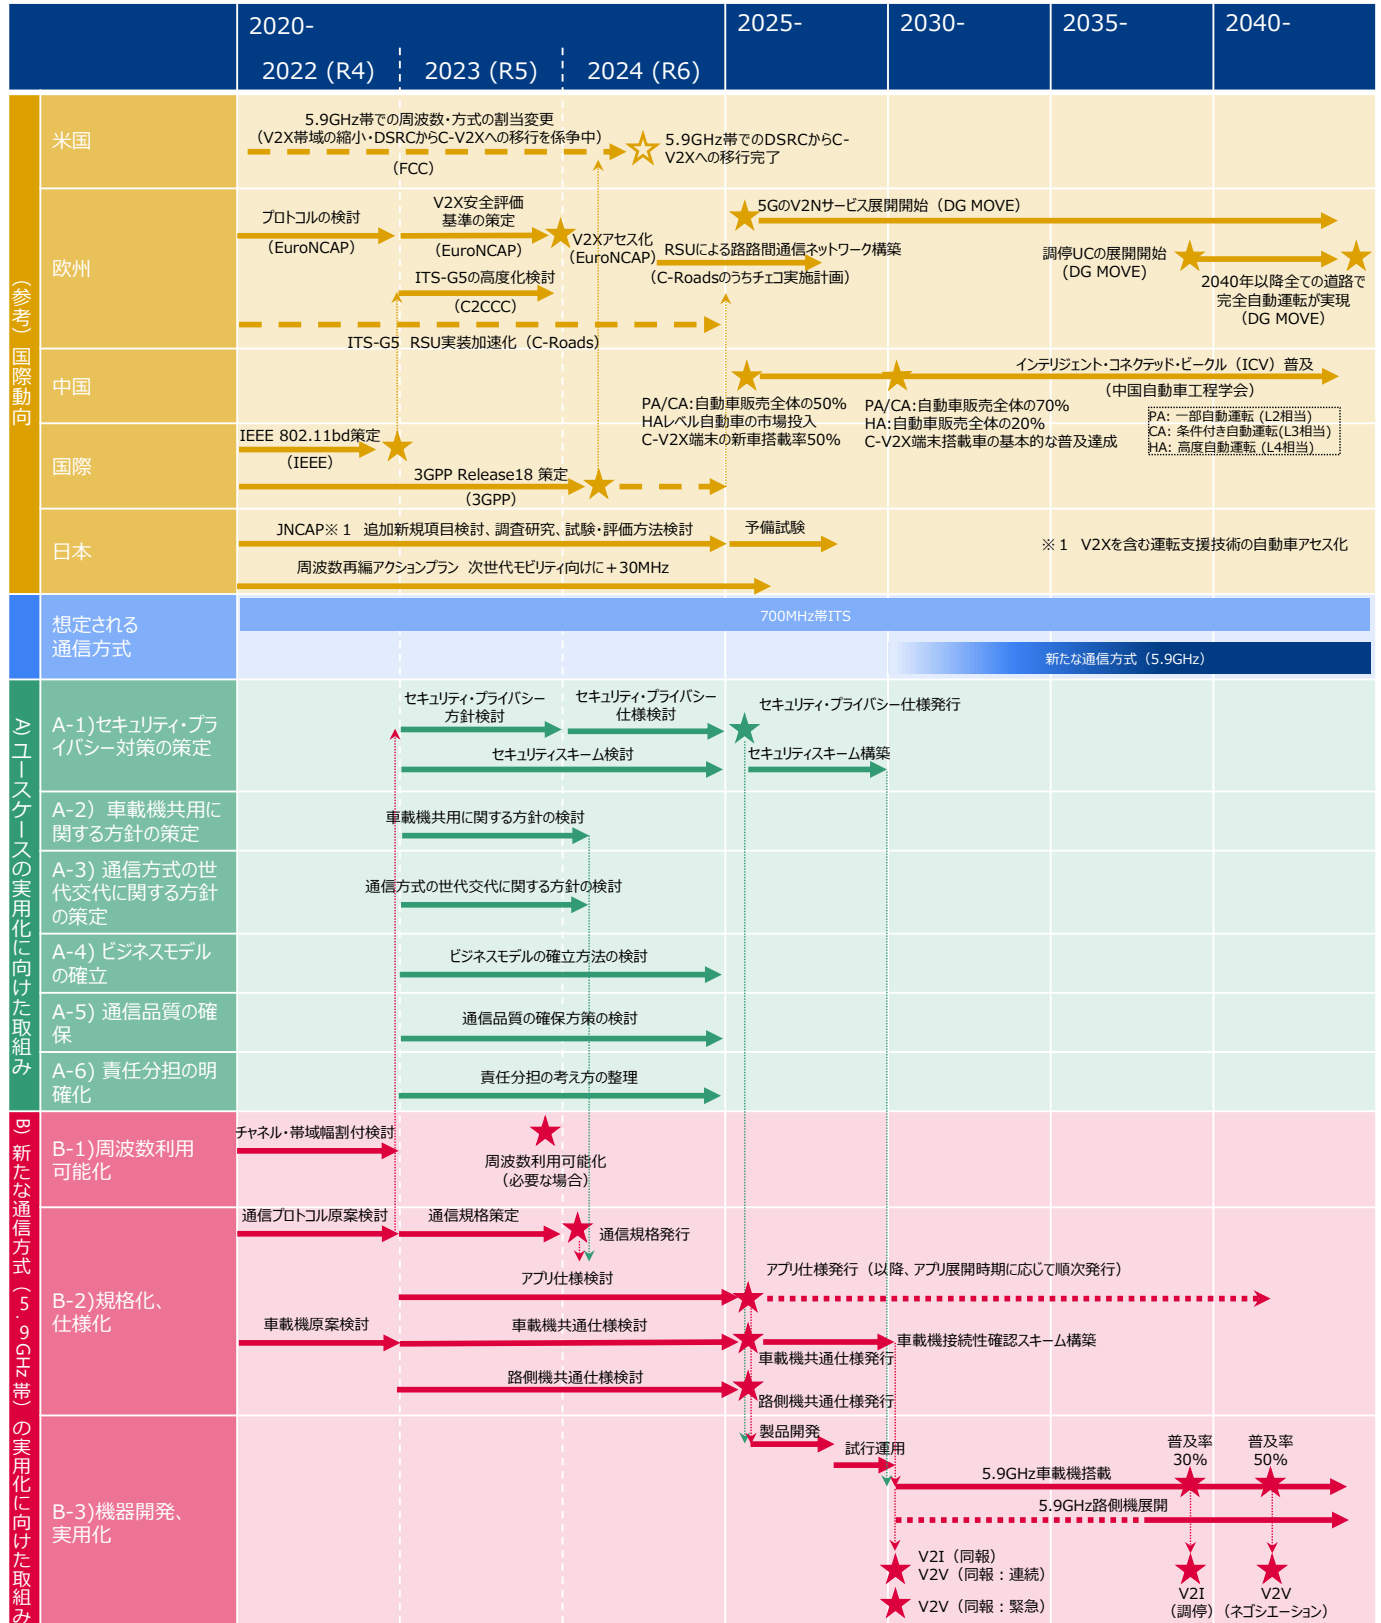 2020-
2025-
2030-
2035-
2040-
2022 (R4)
2023 (R5)
2024 (R6)
（参考）国際動向
米国
5.9GHz帯での周波数・方式の割当変更
（V2X帯域の縮小・DSRCからC-V2Xへの移行を係争中）
（FCC）
5.9GHz帯でのDSRCからC-
V2Xへの移行完了
欧州
プロトコルの検討
（EuroNCAP）
V2X安全評価
基準の策定
（EuroNCAP）
V2Xアセス化
（EuroNCAP）
ITS-G5の高度化検討
（C2CCC）
ITS-G5 RSU実装加速化（C-Roads）
RSUによる路路間通信ネットワーク構築
（C-Roadsのうちチェコ実施計画）
5GのV2Nサービス展開開始（DG MOVE）
調停UCの展開開始
（DG MOVE）
2040年以降全ての道路で
完全自動運転が実現
（DG MOVE）
中国
インテリジェント・コネクテッド・ビークル（ICV）普及
（中国自動車工程学会）
PA/CA:自動車販売全体の50%
HAレベル自動車の市場投入
C-V2X端末の新車搭載率50%
PA/CA:自動車販売全体の70%
HA:自動車販売全体の20%
C-V2X端末搭載車の基本的な普及達成
PA: 一部自動運転 (L2相当)
CA: 条件付き自動運転(L3相当)
HA: 高度自動運転 (L4相当)
国際
IEEE 802.11bd策定
（IEEE）
3GPP Release18 策定
（3GPP）
日本
JNCAP※１ 追加新規項目検討、調査研究、試験・評価方法検討
予備試験
※１ V2Xを含む運転支援技術の自動車アセス化
周波数再編アクションプラン 次世代モビリティ向けに＋30MHz
想定される
通信方式
700MHz帯ITS
新たな通信方式（5.9GHz）
A）ユースケースの実用化に向けた取組み
A-1)セキュリティ・プラ
イバシー対策の策定
セキュリティ・プライバシー
方針検討
セキュリティ・プライバシー
仕様検討
セキュリティ・プライバシー仕様発行
セキュリティスキーム検討
セキュリティスキーム構築
A-2）車載機共用に
関する方針の策定
車載機共用に関する方針の検討
A-3) 通信方式の世
代交代に関する方針
の策定
通信方式の世代交代に関する方針の検討
A-4) ビジネスモデル
の確立
ビジネスモデルの確立方法の検討
A-5) 通信品質の確
保
通信品質の確保方策の検討
A-6) 責任分担の明
確化
責任分担の考え方の整理
B）新たな通信方式（5.9GHz帯）の実用化に向けた取組み
B-1)周波数利用
可能化
チャネル・帯域幅割付検討
周波数利用可能化
（必要な場合）
B-2)規格化、
仕様化
通信プロトコル原案検討
通信規格策定
通信規格発行
アプリ仕様検討
アプリ仕様発行（以降、アプリ展開時期に応じて順次発行）
車載機原案検討
車載機共通仕様検討
車載機共通仕様発行
車載機接続性確認スキーム構築
路側機共通仕様検討
路側機共通仕様発行
B-3)機器開発、
実用化
製品開発
試行運用
5.9GHz車載機搭載
普及率
30%
普及率
50%
5.9GHz路側機展開
V2I（同報）
V2V（同報：連続）
V2V（同報：緊急）
V2I
（調停）
V2V
（ネゴシエーション）